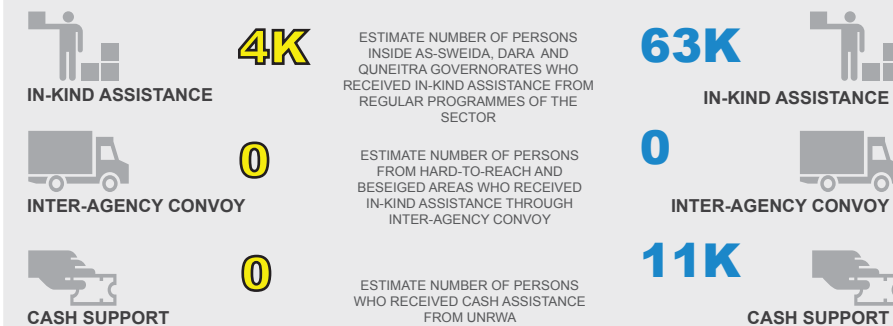 4K
IN-KIND ASSISTANCE
ESTIMATE NUMBER OF PERSONS
INSIDE AS-SWEIDA, DARA AND
QUNEITRA GOVERNORATES WHO
RECEIVED IN-KIND ASSISTANCE FROM
REGULAR PROGRAMMES OF THE
SECTOR
63K
IN-KIND ASSISTANCE
0
INTER-AGENCY CONVOY
ESTIMATE NUMBER OF PERSONS
FROM HARD-TO-REACH AND
BESEIGED AREAS WHO RECEIVED
IN-KIND ASSISTANCE THROUGH
INTER-AGENCY CONVOY
0
INTER-AGENCY CONVOY
0
CASH SUPPORT
ESTIMATE NUMBER OF PERSONS
WHO RECEIVED CASH ASSISTANCE
FROM UNRWA
11K
CASH SUPPORT